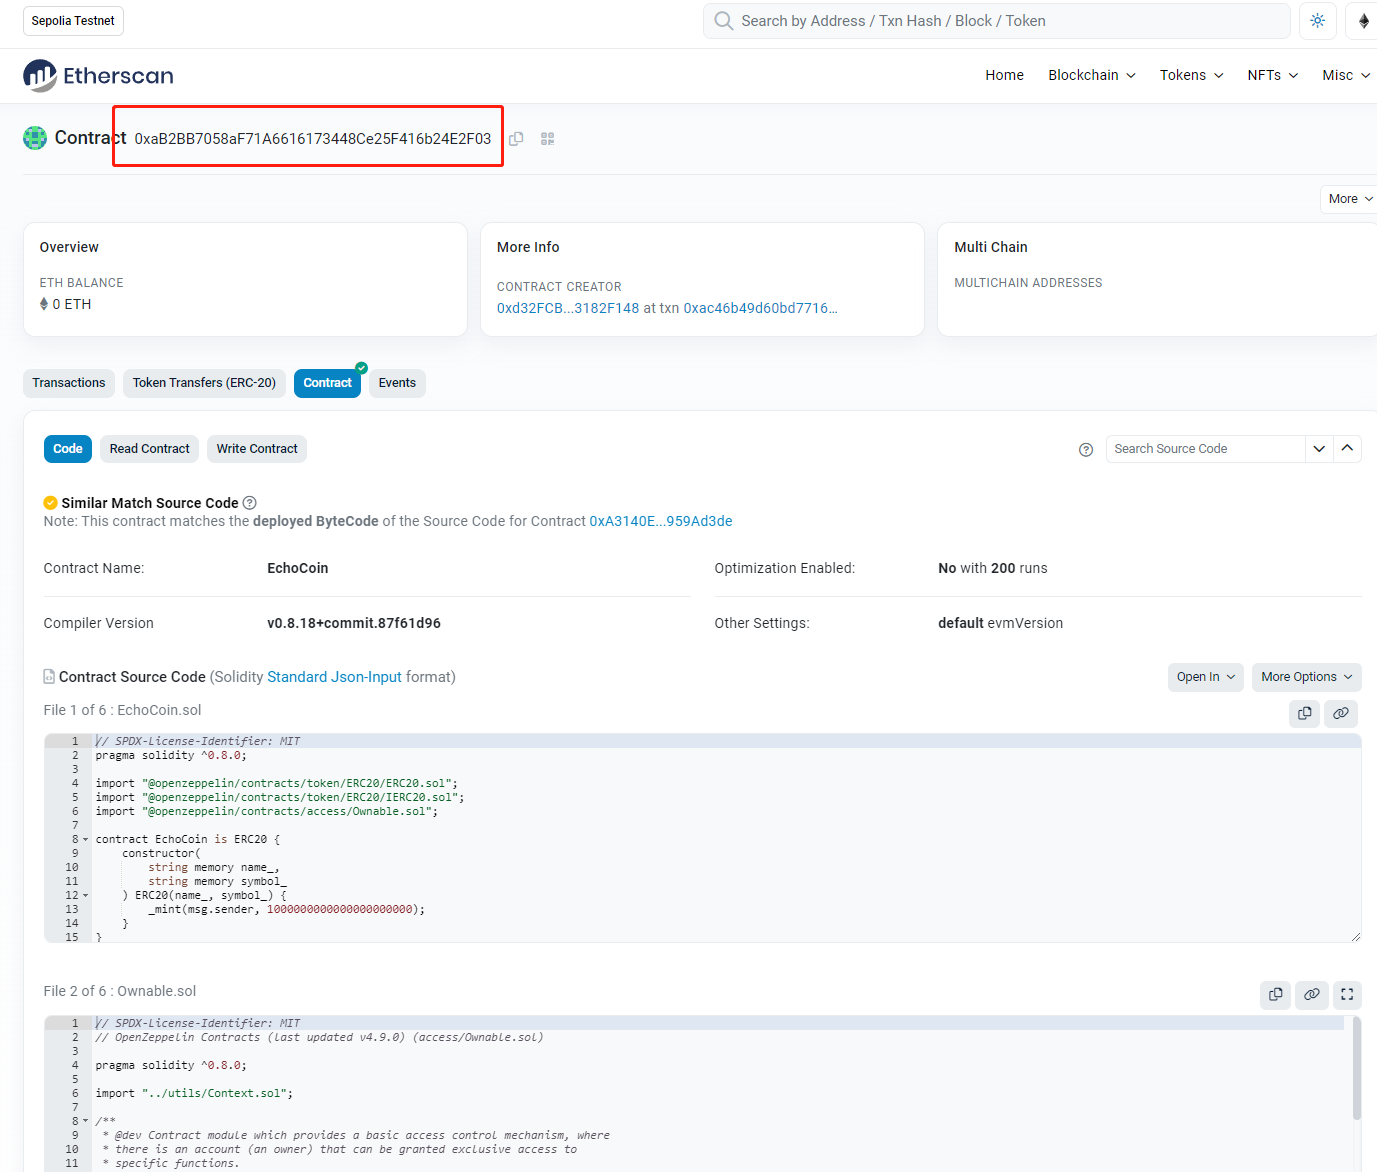 Sepolia Testnet
Search by Address / Txn Hash / Block / Token
Etherscan
Home Blockchain Tokens NFTs Misc
Contract 0xaB2BB7058aF71A6616173448Ce25F416b24E2F03
More
Overview
ETH BALANCE
0 ETH
More Info
CONTRACT CREATOR
0xd32FCB...3182F148 at txn 0xac46b49d60bd7716...
Multi Chain
MULTICHAIN ADDRESSES
Transactions Token Transfers (ERC-20) Contract Events
Code Read Contract Write Contract
Search Source Code
Similar Match Source Code
Note: This contract matches the deployed ByteCode of the Source Code for Contract 0xA3140E...959Ad3de
Contract Name: EchoCoin
Optimization Enabled: No with 200 runs
Compiler Version v0.8.18+commit.87f61d96
Other Settings: default evmVersion
Contract Source Code (Solidity Standard Json-Input format)
Open In More Options
File 1 of 6 : EchoCoin.sol
1 // SPDX-License-Identifier: MIT
2 pragma solidity ^0.8.0;
3
4 import "@openzeppelin/contracts/token/ERC20/ERC20.sol";
5 import "@openzeppelin/contracts/token/ERC20/IERC20.sol";
6 import "@openzeppelin/contracts/access/Ownable.sol";
7
8 contract EchoCoin is ERC20 {
9 constructor(
10 string memory name_,
11 string memory symbol_
12 ) ERC20(name_, symbol_) {
13 _mint(msg.sender, 1000000000000000000000);
14 }
15 }
File 2 of 6 : Ownable.sol
1 // SPDX-License-Identifier: MIT
2 // OpenZeppelin Contracts (last updated v4.9.0) (access/Ownable.sol)
3
4 pragma solidity ^0.8.0;
5
6 import "../utils/Context.sol";
7
8 /**
9 * @dev Contract module which provides a basic access control mechanism, where
10 * there is an account (an owner) that can be granted exclusive access to
11 * specific functions.